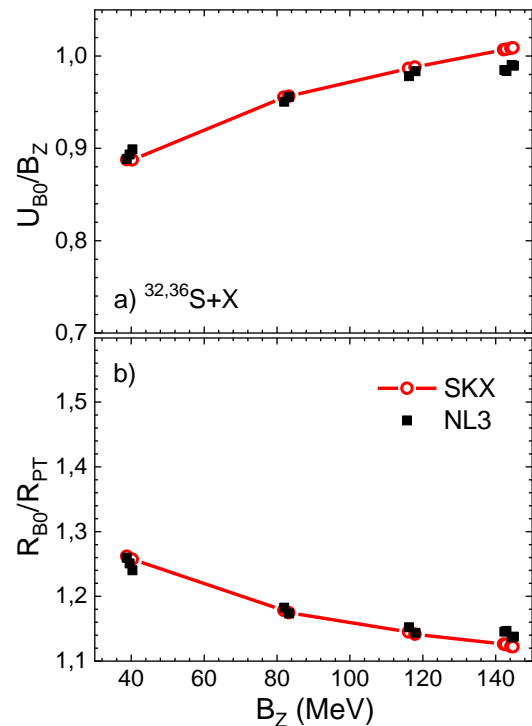 1,0
0,9
0,8
0,7
U_B0/B_Z
a) ^32,36S+X
b)
SKX
NL3
1,5
1,4
1,3
1,2
1,1
R_B0/R_PT
40 60 80 100 120 140
B_Z (MeV)